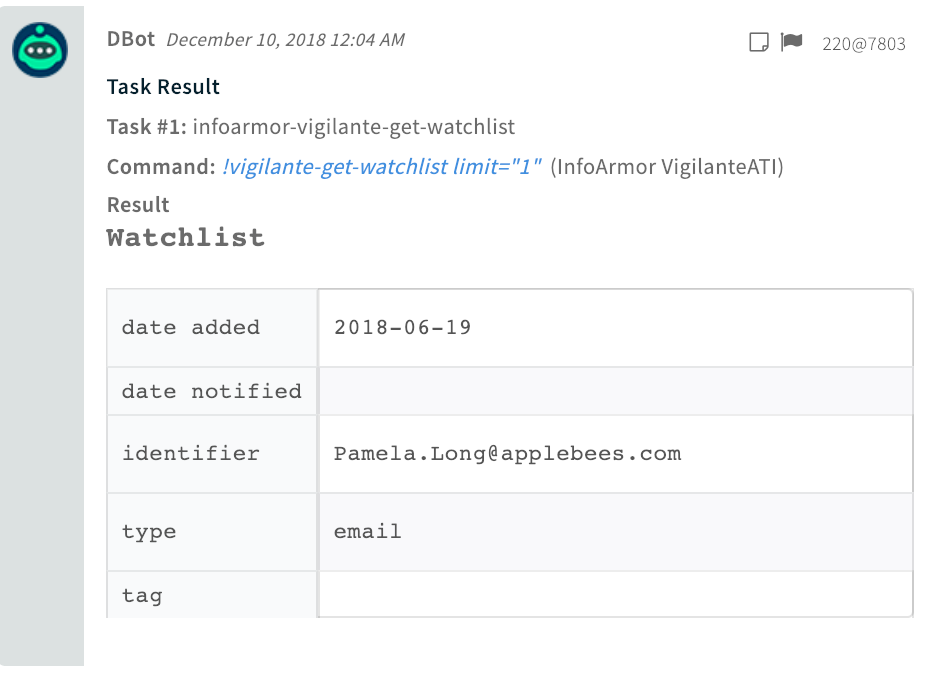 DBot December 10, 2018 12:04 AM 220@7803
Task Result
Task #1: infoarmor-vigilante-get-watchlist
Command: !vigilante-get-watchlist limit="1" (InfoArmor VigilanteATI)
Result
Watchlist
date added 2018-06-19
date notified
identifier Pamela.Long@applebees.com
type email
tag